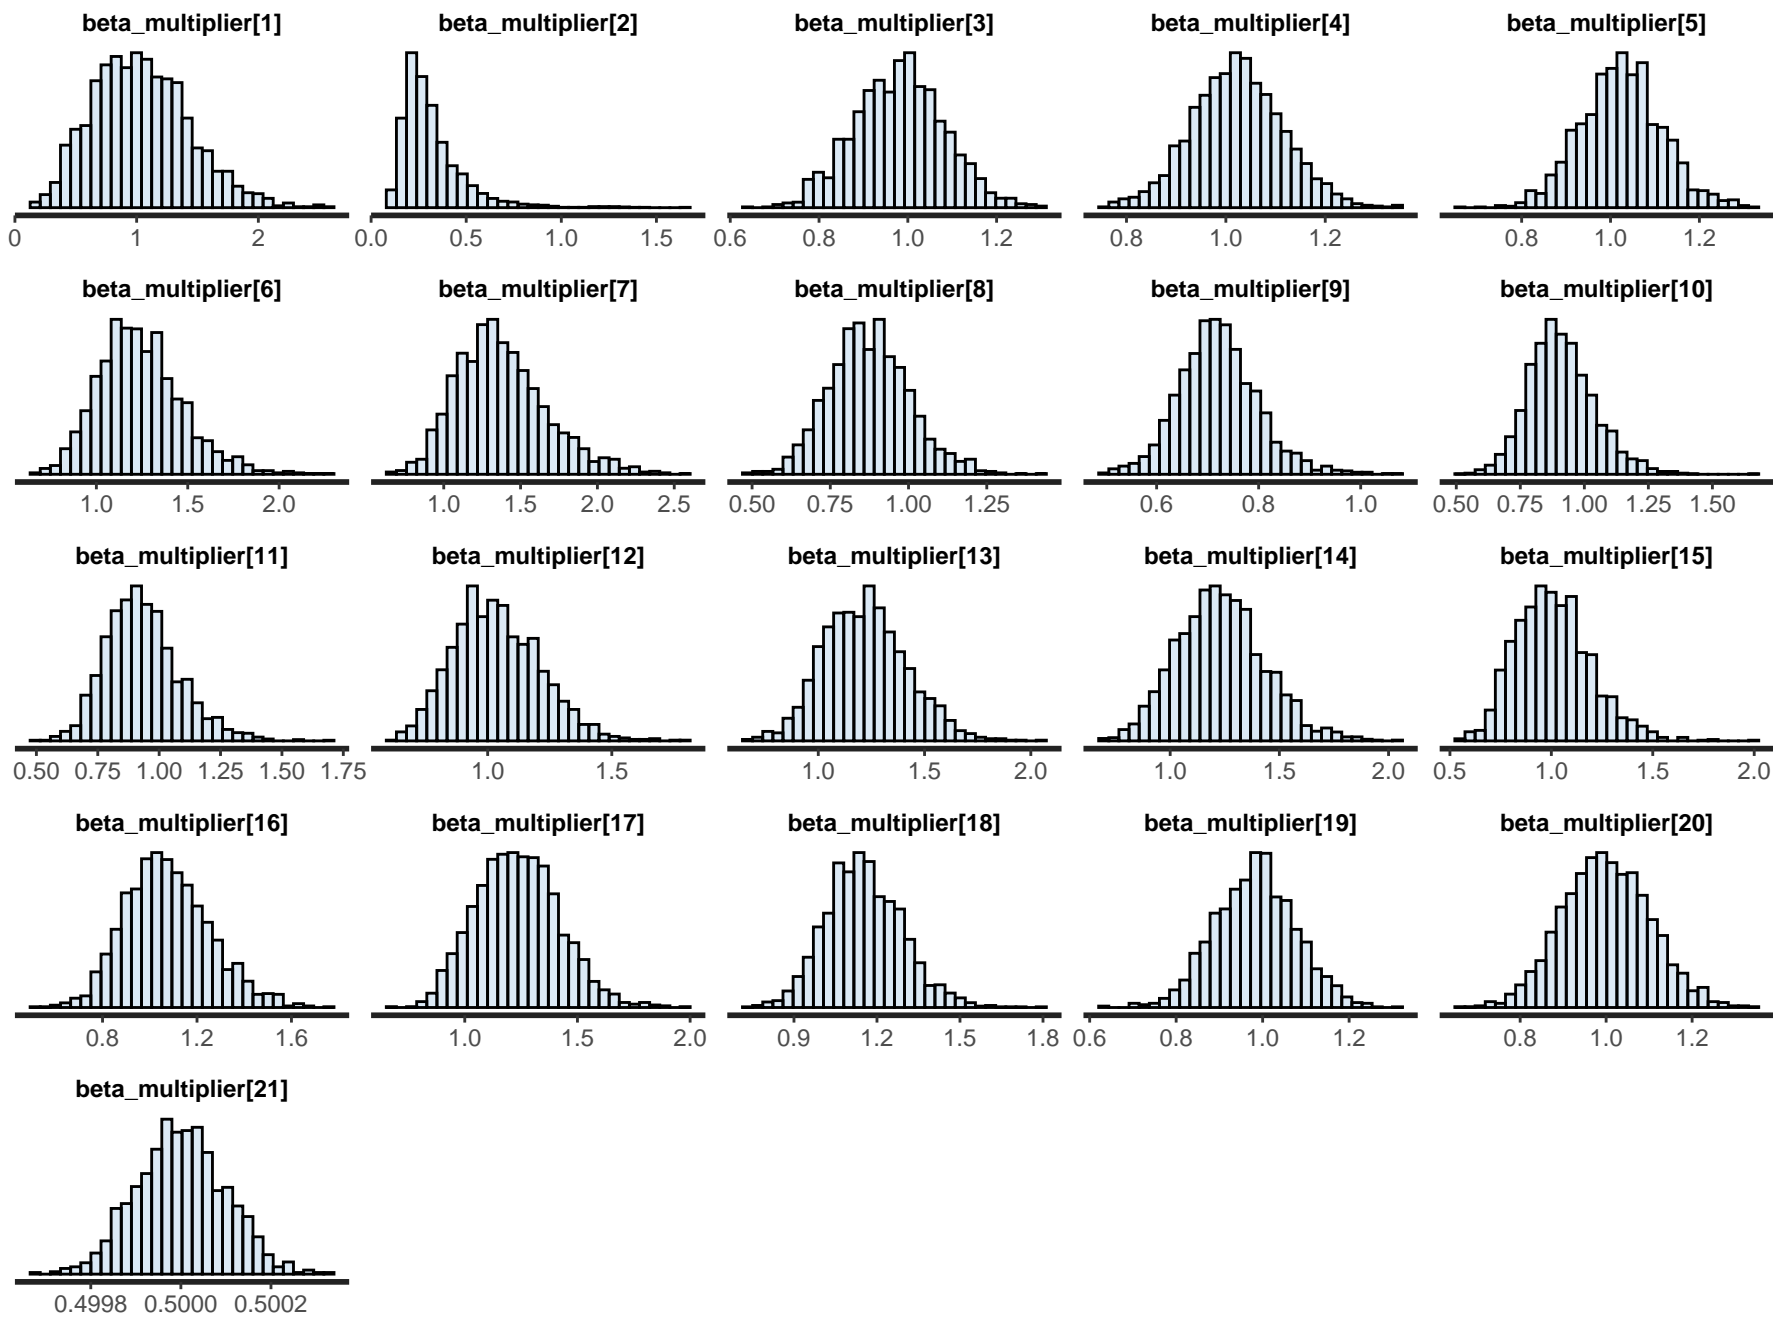 beta_multiplier[1] beta_multiplier[2] beta_multiplier[3] beta_multiplier[4] beta_multiplier[5]
0 1 2 0.0 0.5 1.0 1.5 0.6 0.8 1.0 1.2 0.8 1.0 1.2 0.8 1.0 1.2
beta_multiplier[6] beta_multiplier[7] beta_multiplier[8] beta_multiplier[9] beta_multiplier[10]
1.0 1.5 2.0 1.0 1.5 2.0 2.5 0.50 0.75 1.00 1.25 0.6 0.8 1.0 0.50 0.75 1.00 1.25 1.50
beta_multiplier[11] beta_multiplier[12] beta_multiplier[13] beta_multiplier[14] beta_multiplier[15]
0.50 0.75 1.00 1.25 1.50 1.75 1.0 1.5 1.0 1.5 2.0 1.0 1.5 2.0 0.5 1.0 1.5 2.0
beta_multiplier[16] beta_multiplier[17] beta_multiplier[18] beta_multiplier[19] beta_multiplier[20]
0.8 1.2 1.6 1.0 1.5 2.0 0.9 1.2 1.5 1.8 0.6 0.8 1.0 1.2 0.8 1.0 1.2
beta_multiplier[21]
0.4998 0.5000 0.5002